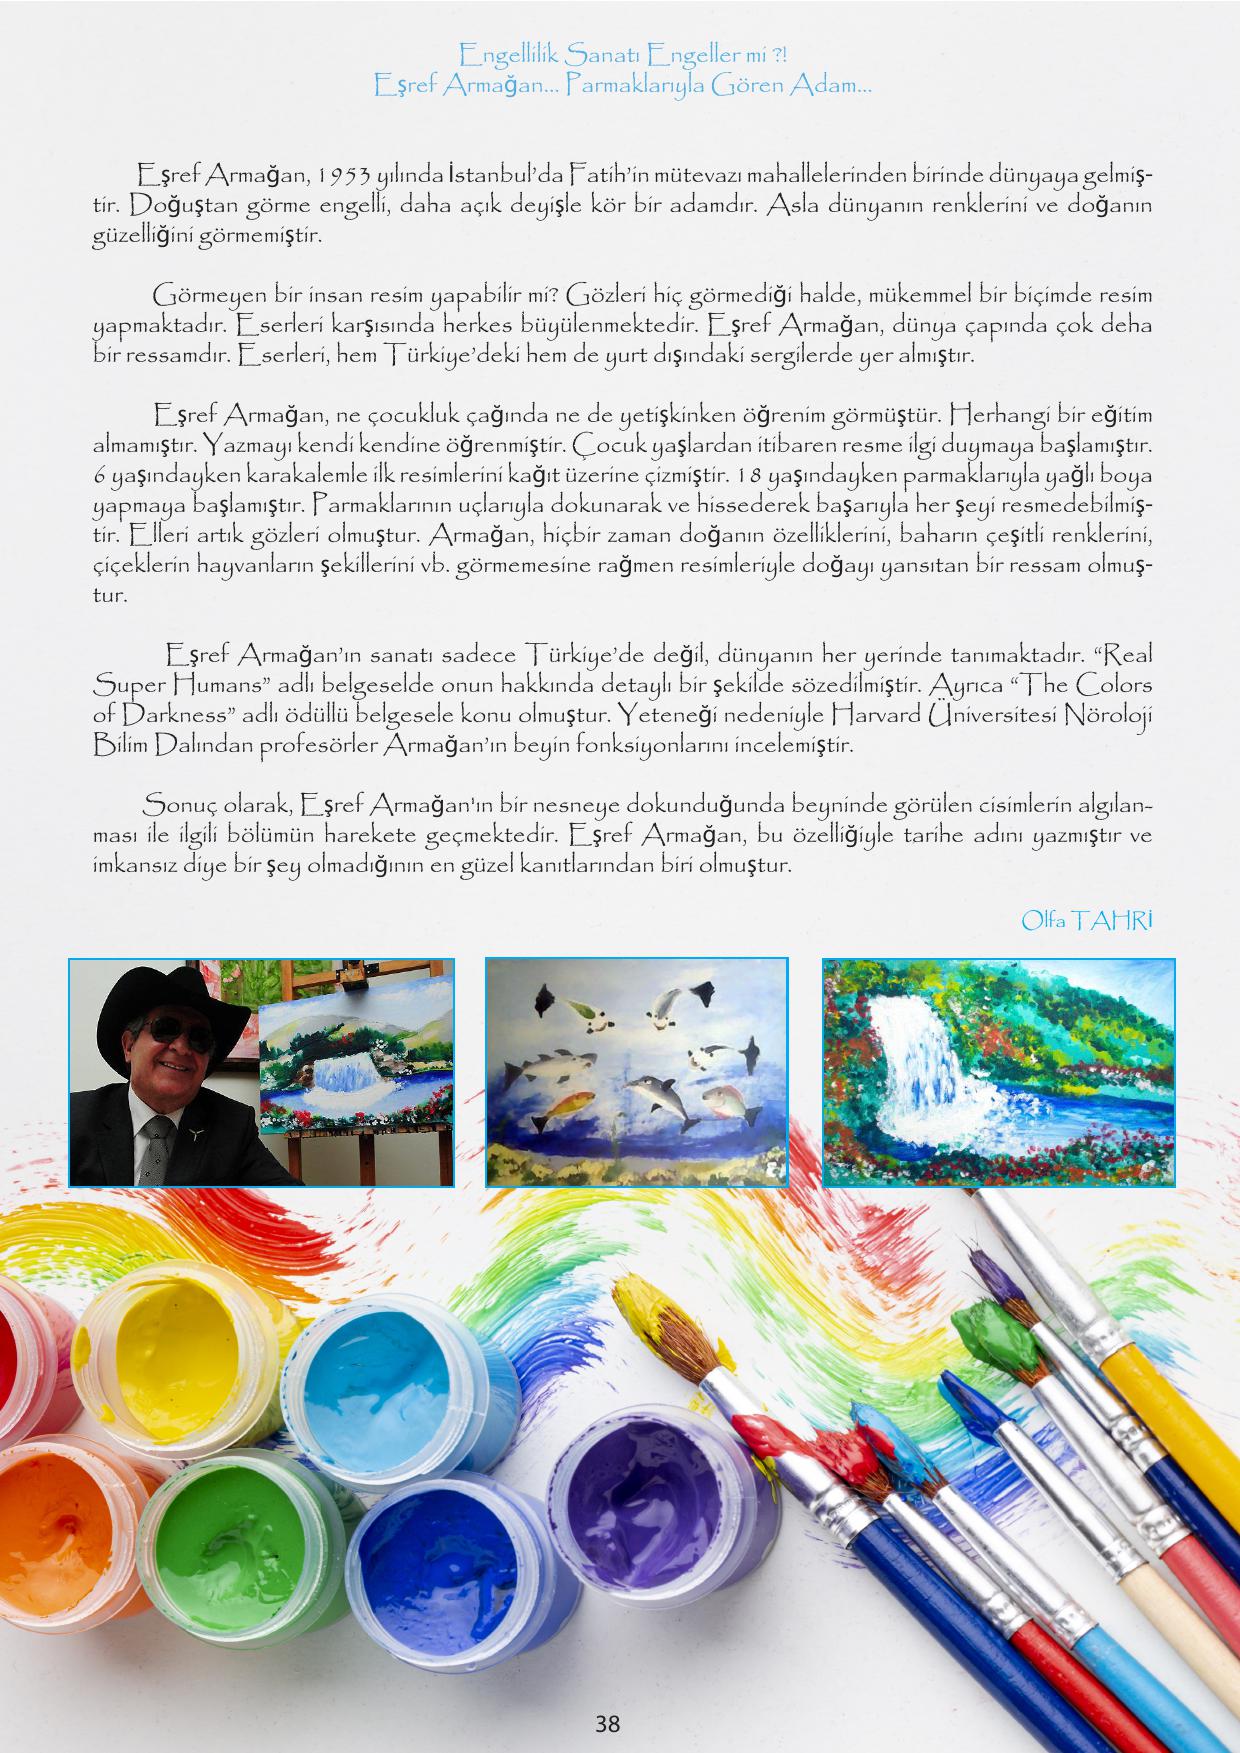 Engellilik Sanatı Engeller mi ?!
Eşref Armağan... Parmaklarıyla Gören Adam...
Eşref Armağan, 1953 yılında İstanbul’da Fatih’in mütevazı mahallelerinden birinde dünyaya gelmiş-
tir. Doğuştan görme engelli, daha açık deyişle kör bir adamdır. Asla dünyanın renklerini ve doğanın
güzelliğini görmemiştir.
Görmeyen bir insan resim yapabilir mi? Gözleri hiç görmediği halde, mükemmel bir biçimde resim
yapmaktadır. Eserleri karşısında herkes büyülenmektedir. Eşref Armağan, dünya çapında çok deha
bir ressamdır. Eserleri, hem Türkiye’deki hem de yurt dışındaki sergilerde yer almıştır.
Eşref Armağan, ne çocukluk çağında ne de yetişkinken öğrenim görmüştür. Herhangi bir eğitim
almamıştır. Yazmayı kendi kendine öğrenmiştir. Çocuk yaşlardan itibaren resme ilgi duymaya başlamıştır.
6 yaşındayken karakalemle ilk resimlerini kağıt üzerine çizmiştir. 18 yaşındayken parmaklarıyla yağlı boya
yapmaya başlamıştır. Parmaklarının uçlarıyla dokunarak ve hissederek başarıyla her şeyi resmedebilmiş-
tir. Elleri artık gözleri olmuştur. Armağan, hiçbir zaman doğanın özelliklerini, baharın çeşitli renklerini,
çiçeklerin hayvanların şekillerini vb. görmemesine rağmen resimleriyle doğayı yansıtan bir ressam olmuş-
tur.
Eşref Armağan’ın sanatı sadece Türkiye’de değil, dünyanın her yerinde tanımaktadır. “Real
Super Humans” adlı belgeselde onun hakkında detaylı bir şekilde sözedilmiştir. Ayrıca “The Colors
of Darkness” adlı ödüllü belgesele konu olmuştur. Yeteneği nedeniyle Harvard Üniversitesi Nöroloji
Bilim Dalından profesörler Armağan’ın beyin fonksiyonlarını incelemiştir.
Sonuç olarak, Eşref Armağan'ın bir nesneye dokunduğunda beyninde görülen cisimlerin algılan-
ması ile ilgili bölümün harekete geçmektedir. Eşref Armağan, bu özelliğiyle tarihe adını yazmıştır ve
imkansız diye bir şey olmadığının en güzel kanıtlarından biri olmuştur.
Olfa TAHRİ
38